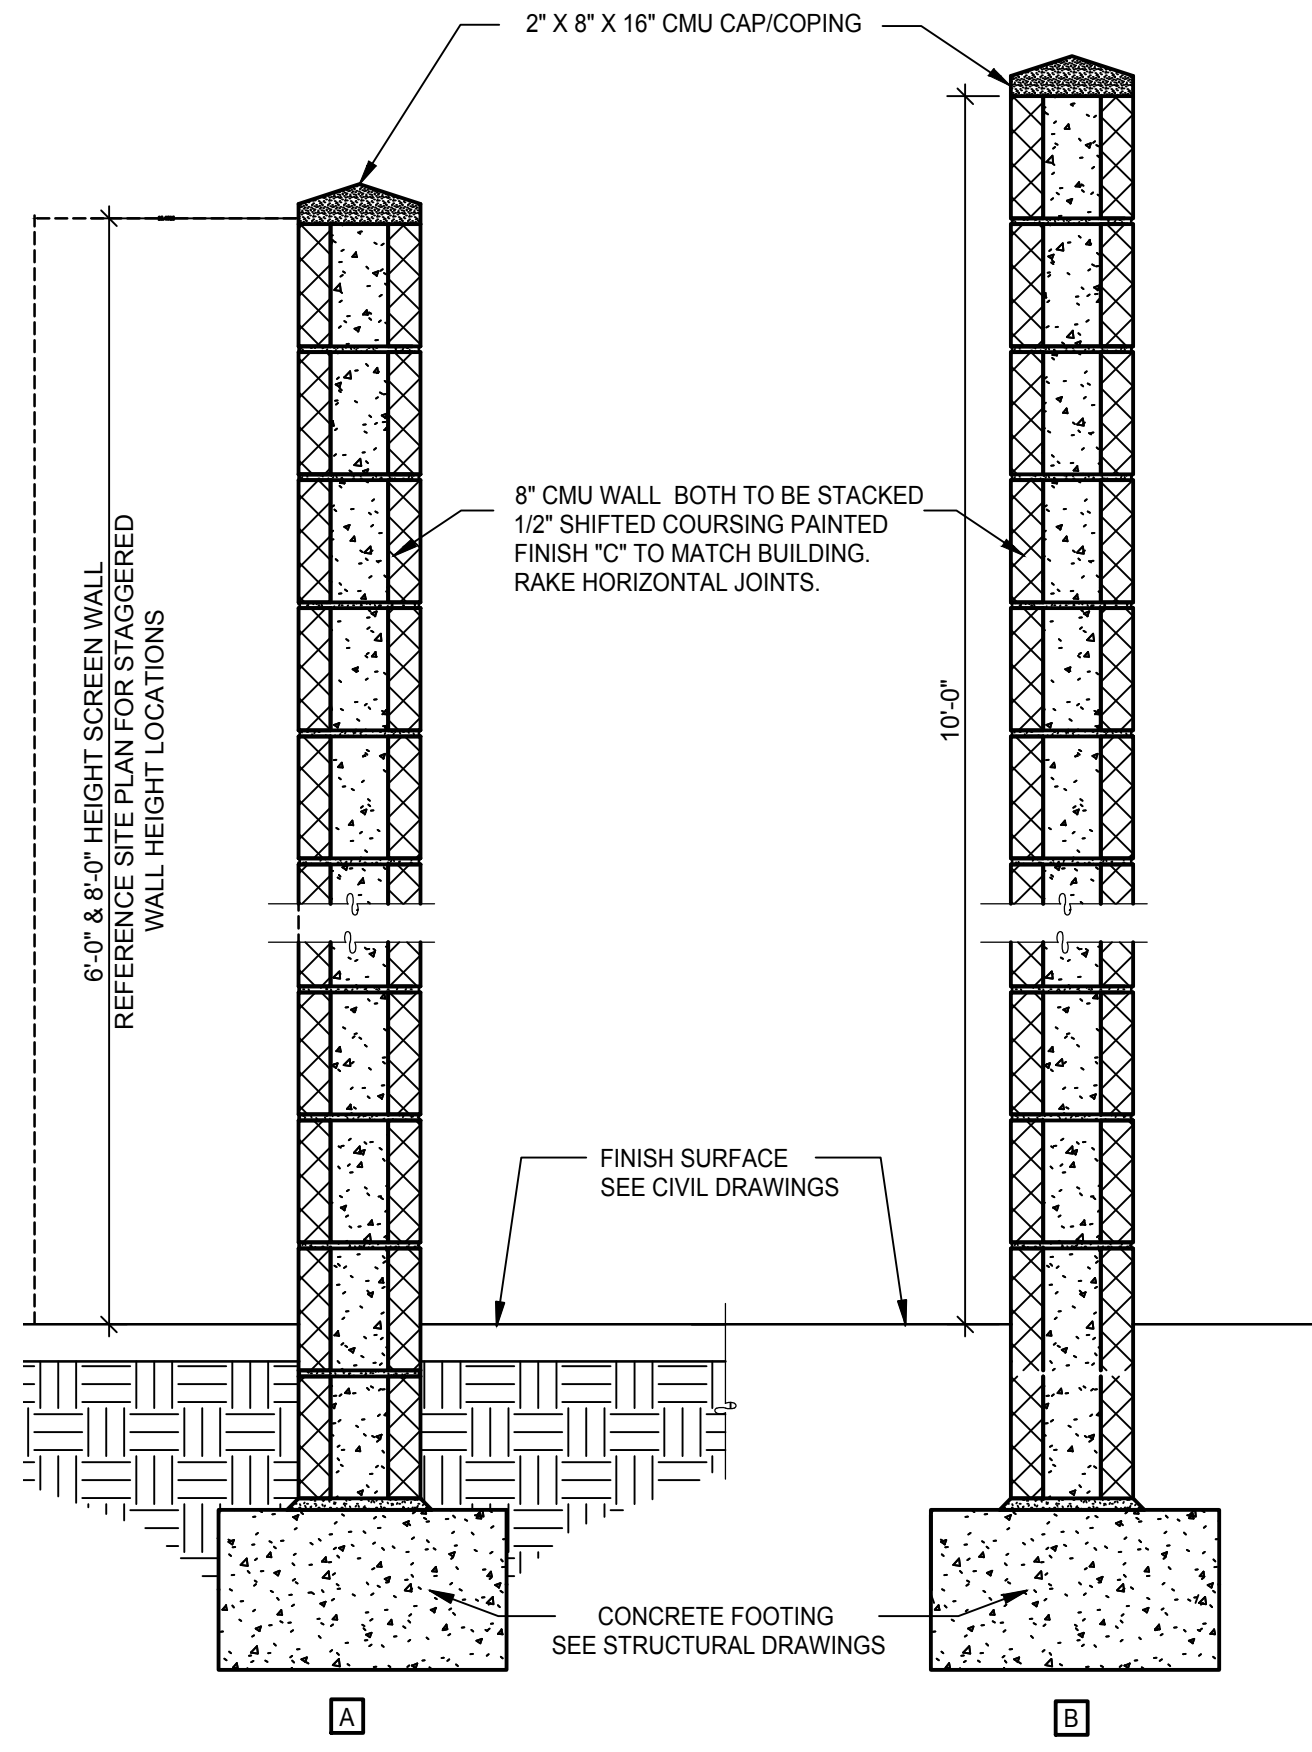 2" X 8" X 16" CMU CAP/COPING
8" CMU WALL  BOTH TO BE STACKED
1/2" SHIFTED COURSING PAINTED
FINISH "C" TO MATCH BUILDING.
RAKE HORIZONTAL JOINTS.
6'-0" & 8'-0" HEIGHT SCREEN WALL
REFERENCE SITE PLAN FOR STAGGERED
WALL HEIGHT LOCATIONS
10'-0"
FINISH SURFACE
SEE CIVIL DRAWINGS
CONCRETE FOOTING
SEE STRUCTURAL DRAWINGS
A
B